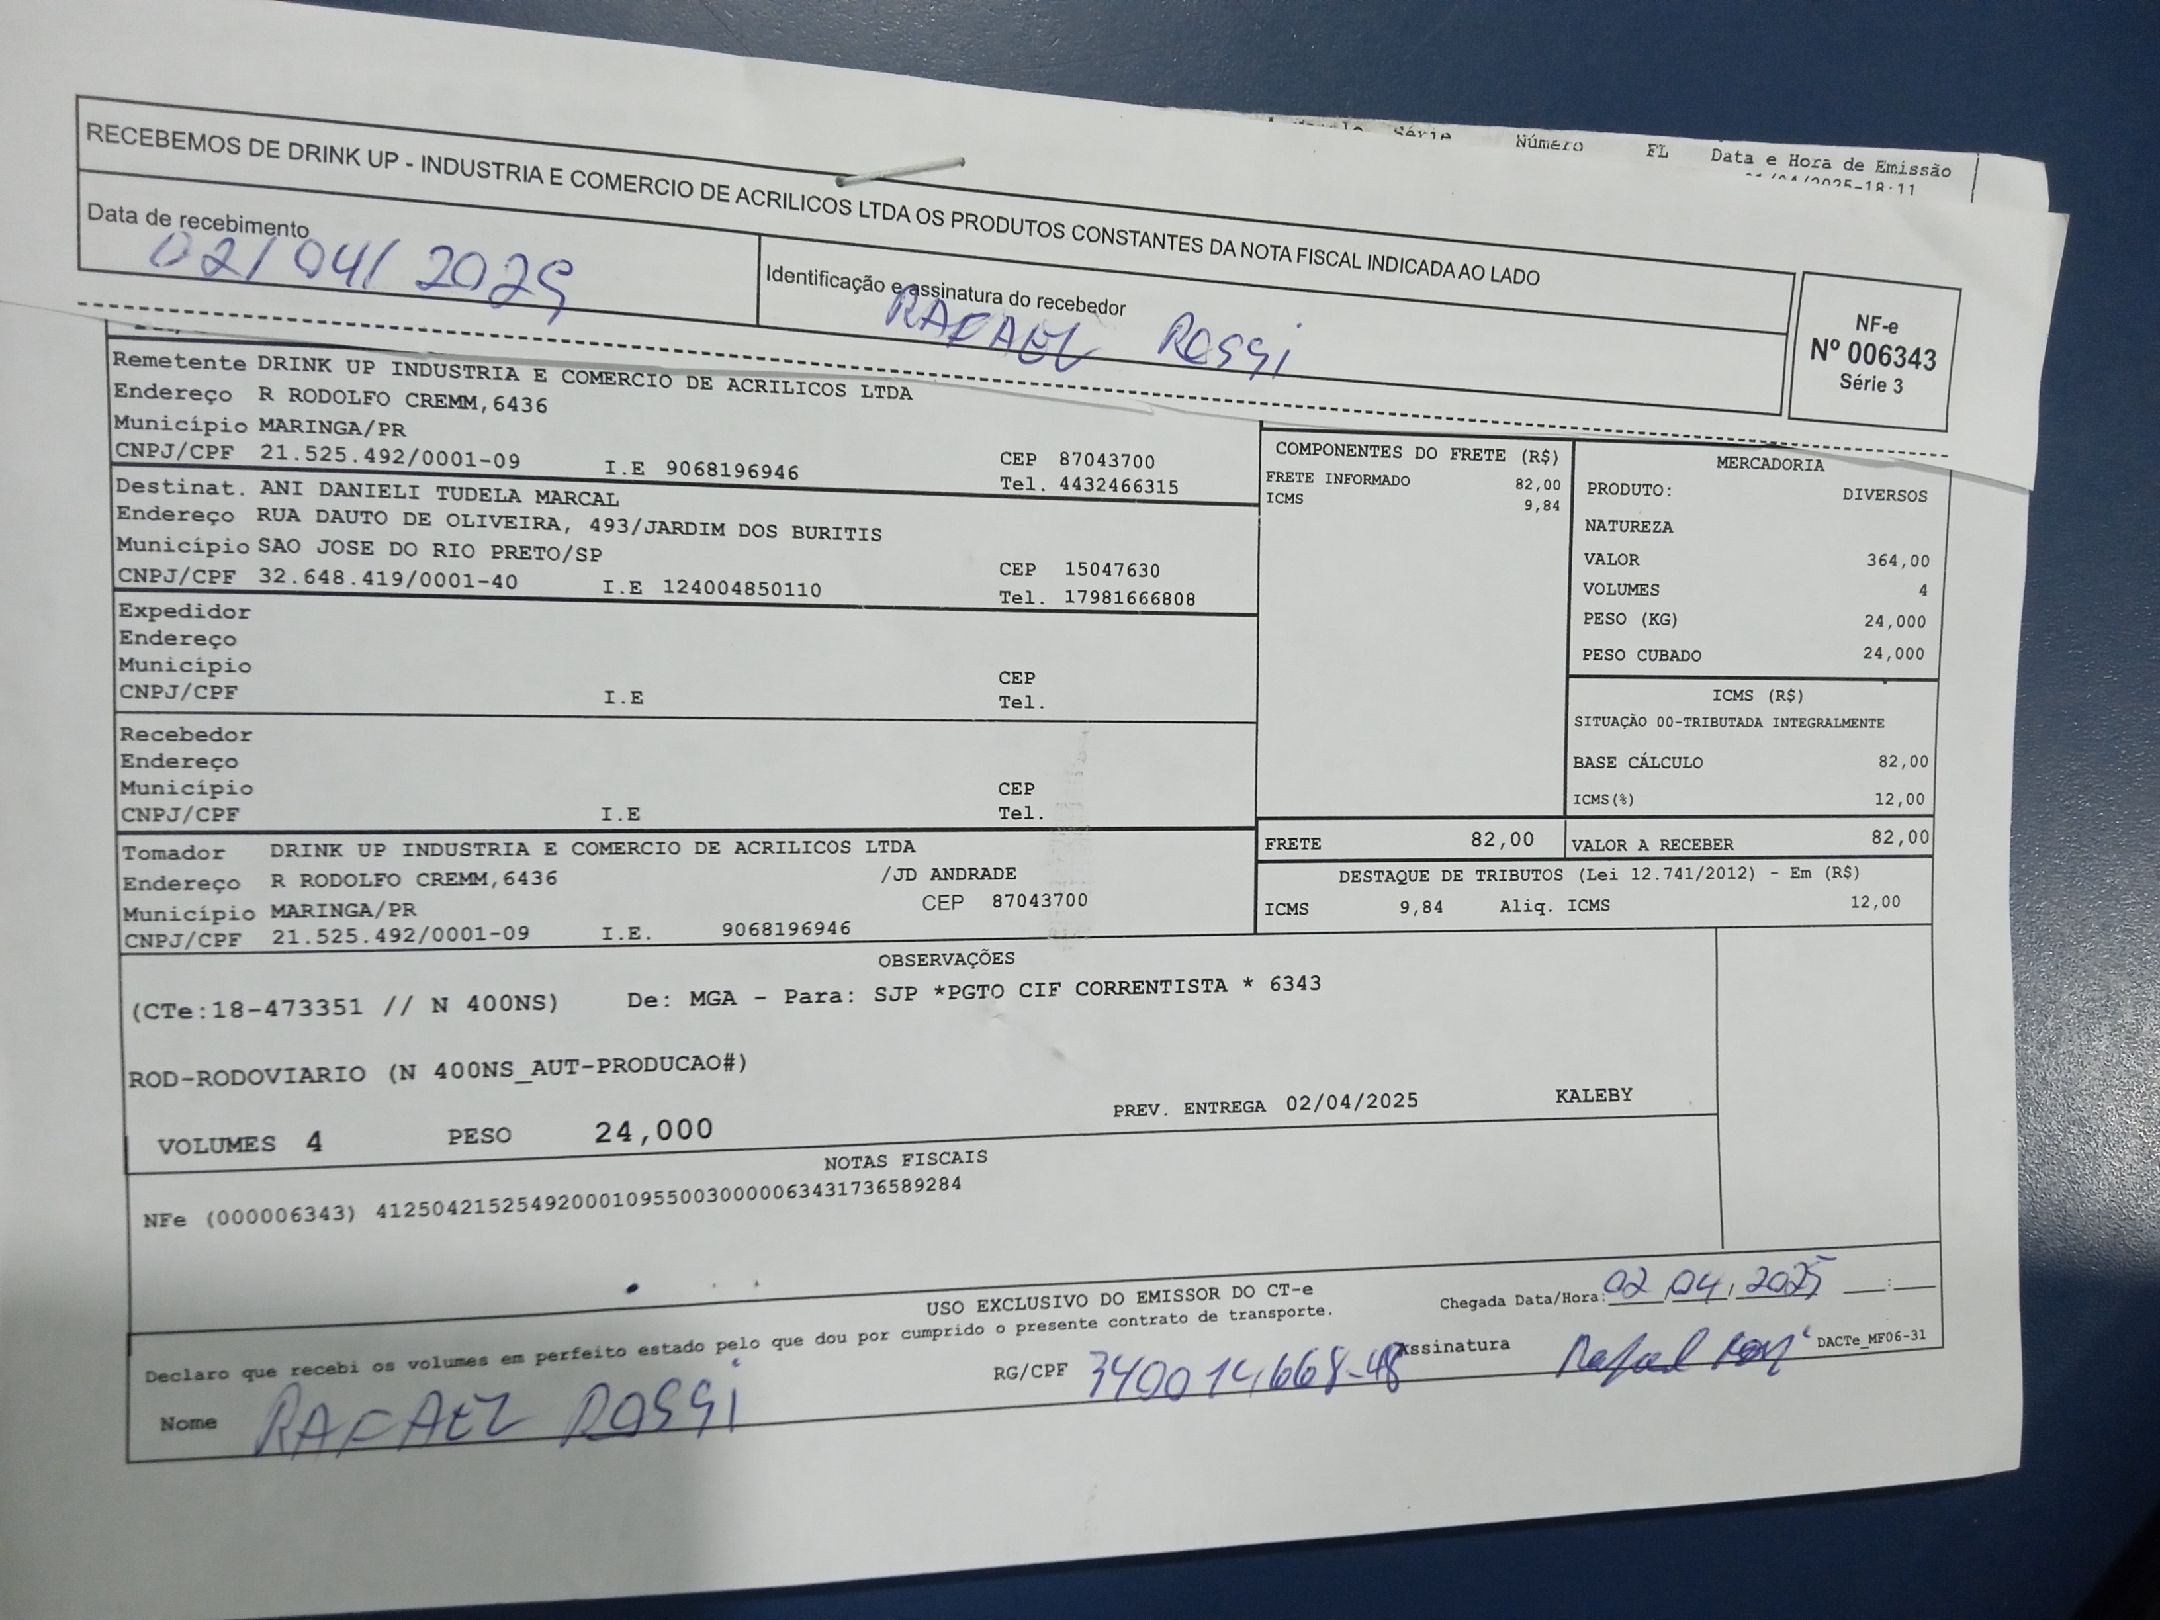 Série Número FL Data e Hora de Emissão
/04/2025-18:11
RECEBEMOS DE DRINK UP - INDUSTRIA E COMERCIO DE ACRILICOS LTDA OS PRODUTOS CONSTANTES DA NOTA FISCAL INDICADA AO LADO
Data de recebimento
02/04/2025
Identificação e assinatura do recebedor
RAFAEL ROSSI
NF-e
Nº 006343
Série 3
Remetente DRINK UP INDUSTRIA E COMERCIO DE ACRILICOS LTDA
Endereço R RODOLFO CREMM,6436
Município MARINGA/PR
CNPJ/CPF 21.525.492/0001-09 I.E 9068196946
CEP 87043700
Tel. 4432466315
Destinat. ANI DANIELI TUDELA MARCAL
Endereço RUA DAUTO DE OLIVEIRA, 493/JARDIM DOS BURITIS
Município SAO JOSE DO RIO PRETO/SP
CNPJ/CPF 32.648.419/0001-40 I.E 124004850110
CEP 15047630
Tel. 17981666808
Expedidor
Endereço
Município
CEP
CNPJ/CPF I.E Tel.
Recebedor
Endereço
Município CEP
CNPJ/CPF I.E Tel.
Tomador DRINK UP INDUSTRIA E COMERCIO DE ACRILICOS LTDA
Endereço R RODOLFO CREMM,6436 /JD ANDRADE
Município MARINGA/PR CEP 87043700
CNPJ/CPF 21.525.492/0001-09 I.E. 9068196946
COMPONENTES DO FRETE (R$)
FRETE INFORMADO 82,00
ICMS 9,84
FRETE 82,00
MERCADORIA
PRODUTO: DIVERSOS
NATUREZA
VALOR 364,00
VOLUMES 4
PESO (KG) 24,000
PESO CUBADO 24,000
ICMS (R$)
SITUAÇÃO 00-TRIBUTADA INTEGRALMENTE
BASE CÁLCULO 82,00
ICMS(%) 12,00
VALOR A RECEBER 82,00
DESTAQUE DE TRIBUTOS (Lei 12.741/2012) - Em (R$)
ICMS 9,84 Aliq. ICMS 12,00
OBSERVAÇÕES
(CTe:18-473351 // N 400NS) De: MGA - Para: SJP *PGTO CIF CORRENTISTA * 6343
ROD-RODOVIARIO (N 400NS_AUT-PRODUCAO#)
VOLUMES 4 PESO 24,000 PREV. ENTREGA 02/04/2025 KALEBY
NOTAS FISCAIS
NFe (000006343) 41250421525492000109550030000063431736589284
USO EXCLUSIVO DO EMISSOR DO CT-e
Chegada Data/Hora: 02/04/2025 __:__
Declaro que recebi os volumes em perfeito estado pelo que dou por cumprido o presente contrato de transporte.
Nome RAFAEL ROSSI RG/CPF Assinatura Rafael Rossi DACTe_MF06-31